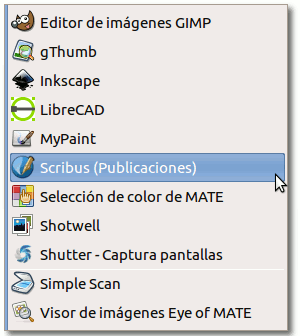 Editor de imágenes GIMP
gThumb
Inkscape
LibreCAD
MyPaint
Scribus (Publicaciones)
Selección de color de MATE
Shotwell
Shutter - Captura pantallas
Simple Scan
Visor de imágenes Eye of MATE